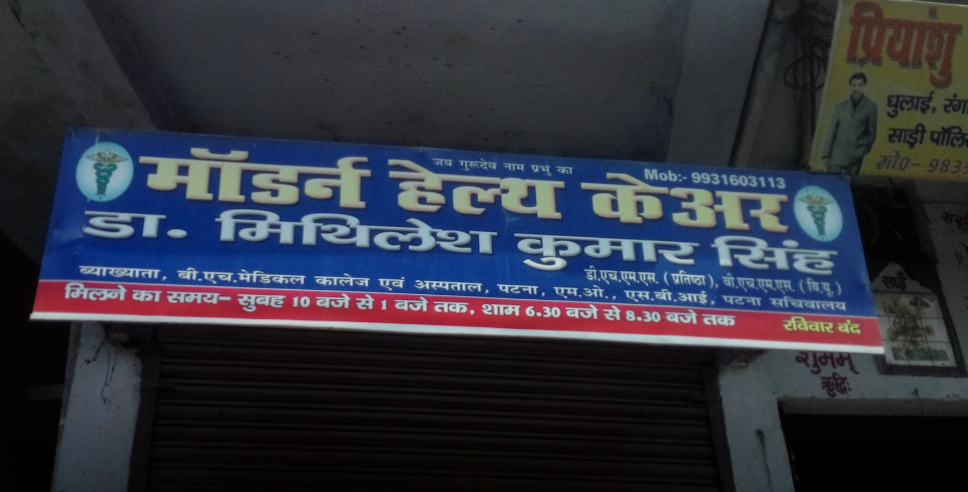 जय गुरूदेव नाम प्रभु का
Mob:- 9931603113
मॉडर्न हेल्थ केअर
डा. मिथिलेश कुमार सिंह
डी.एच.एम.एस. (प्रतिष्ठा), बी.एच.एम.एस. (बि.यू.)
ब्याख्याता, बी.एच.मेडिकल कालेज एवं अस्पताल, पटना, एम.ओ., एस.बी.आई, पटना सचिवालय
मिलने का समय– सुबह 10 बजे से 1 बजे तक, शाम 6.30 बजे से 8.30 बजे तक
रविवार बंद
प्रियांशु
धुलाई, रंगा
साड़ी पॉलि
मो0- 983
शुभम्